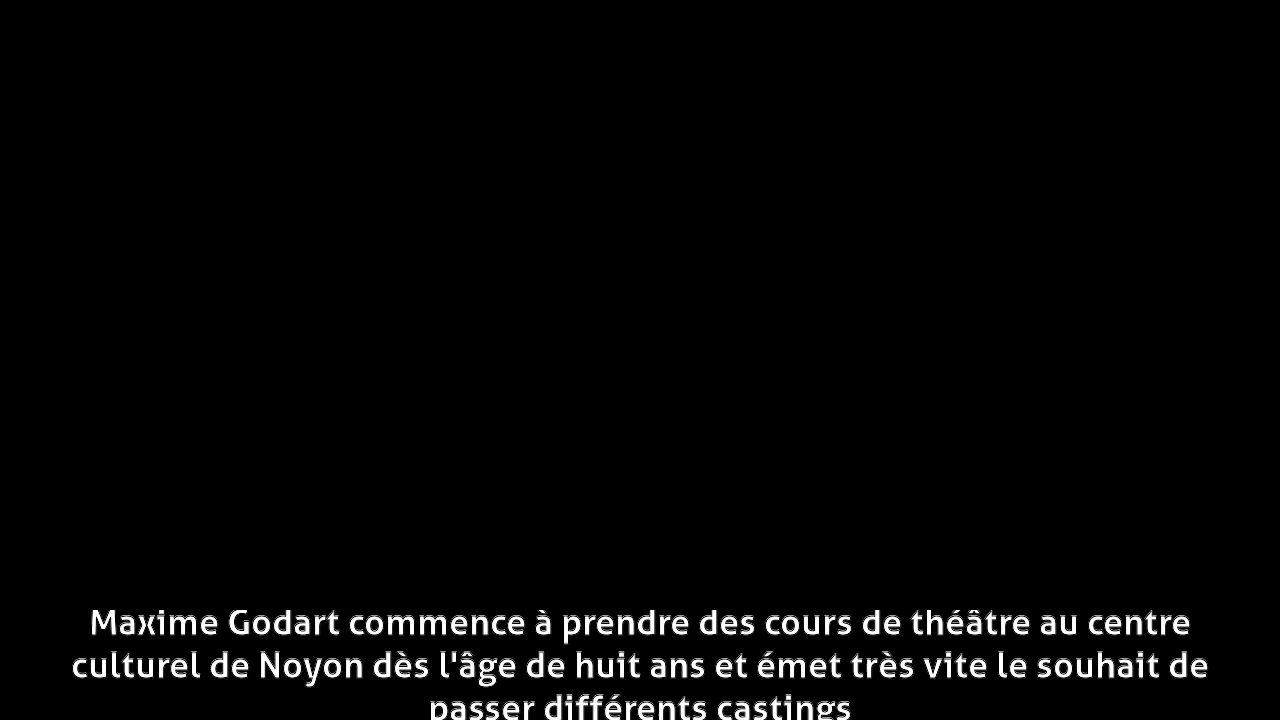 Maxime Godart commence à prendre des cours de théâtre au centre
culturel de Noyon dès l'âge de huit ans et émet très vite le souhait de
passer différents castings